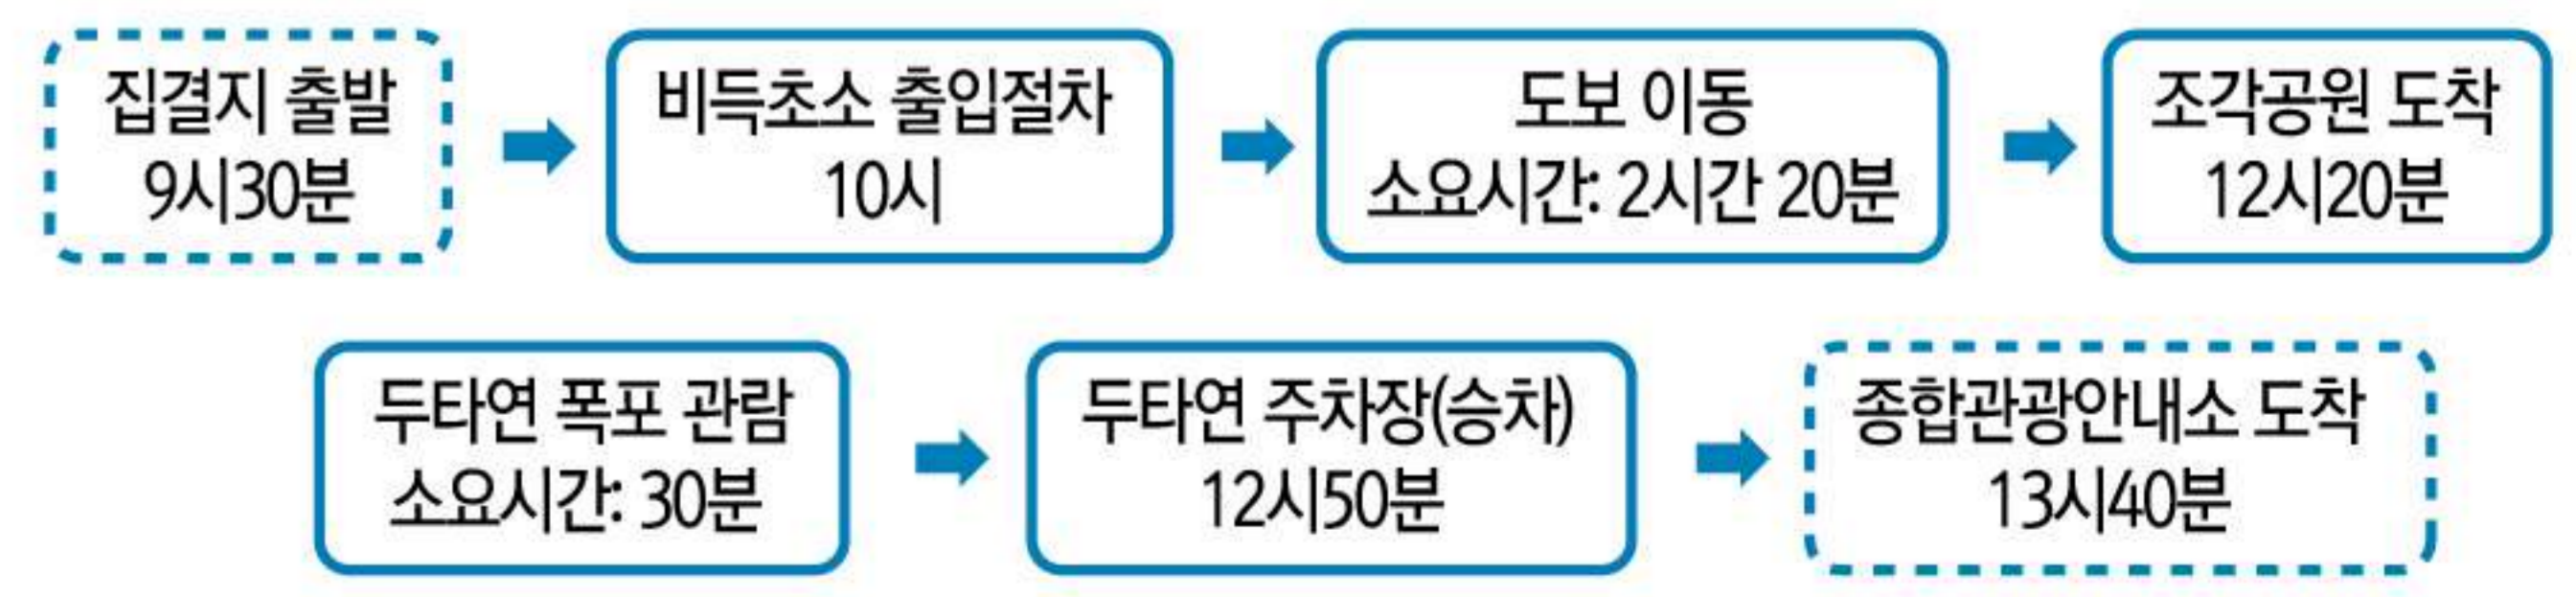 집결지 출발
9시30분
비득초소 출입절차
10시
도보 이동
소요시간: 2시간 20분
조각공원 도착
12시20분
두타연 폭포 관람
소요시간: 30분
두타연 주차장(승차)
12시50분
종합관광안내소 도착
13시40분